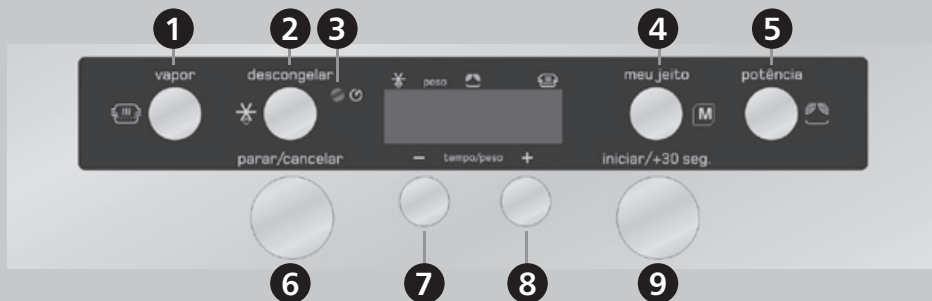 1 2 3 4 5
vapor descongelar peso meu jeito potência
M
parar/cancelar - tempo/peso + iniciar/+30 seg.
6 7 8 9